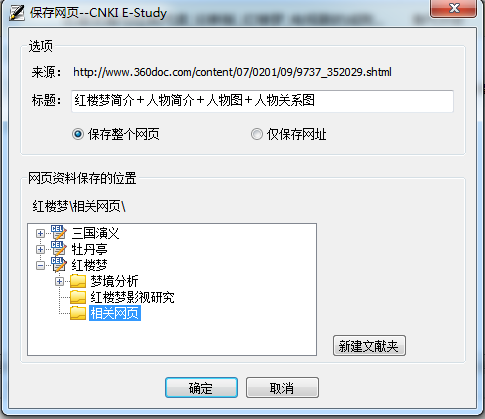 保存网页--CNKI E-Study
选项
来源： http://www.360doc.com/content/07/0201/09/9737_352029.shtml
标题： 红楼梦简介＋人物简介＋人物图＋人物关系图
保存整个网页 仅保存网址
网页资料保存的位置
红楼梦\相关网页\
三国演义
牡丹亭
红楼梦
梦境分析
红楼梦影视研究
相关网页
新建文献夹
确定 取消